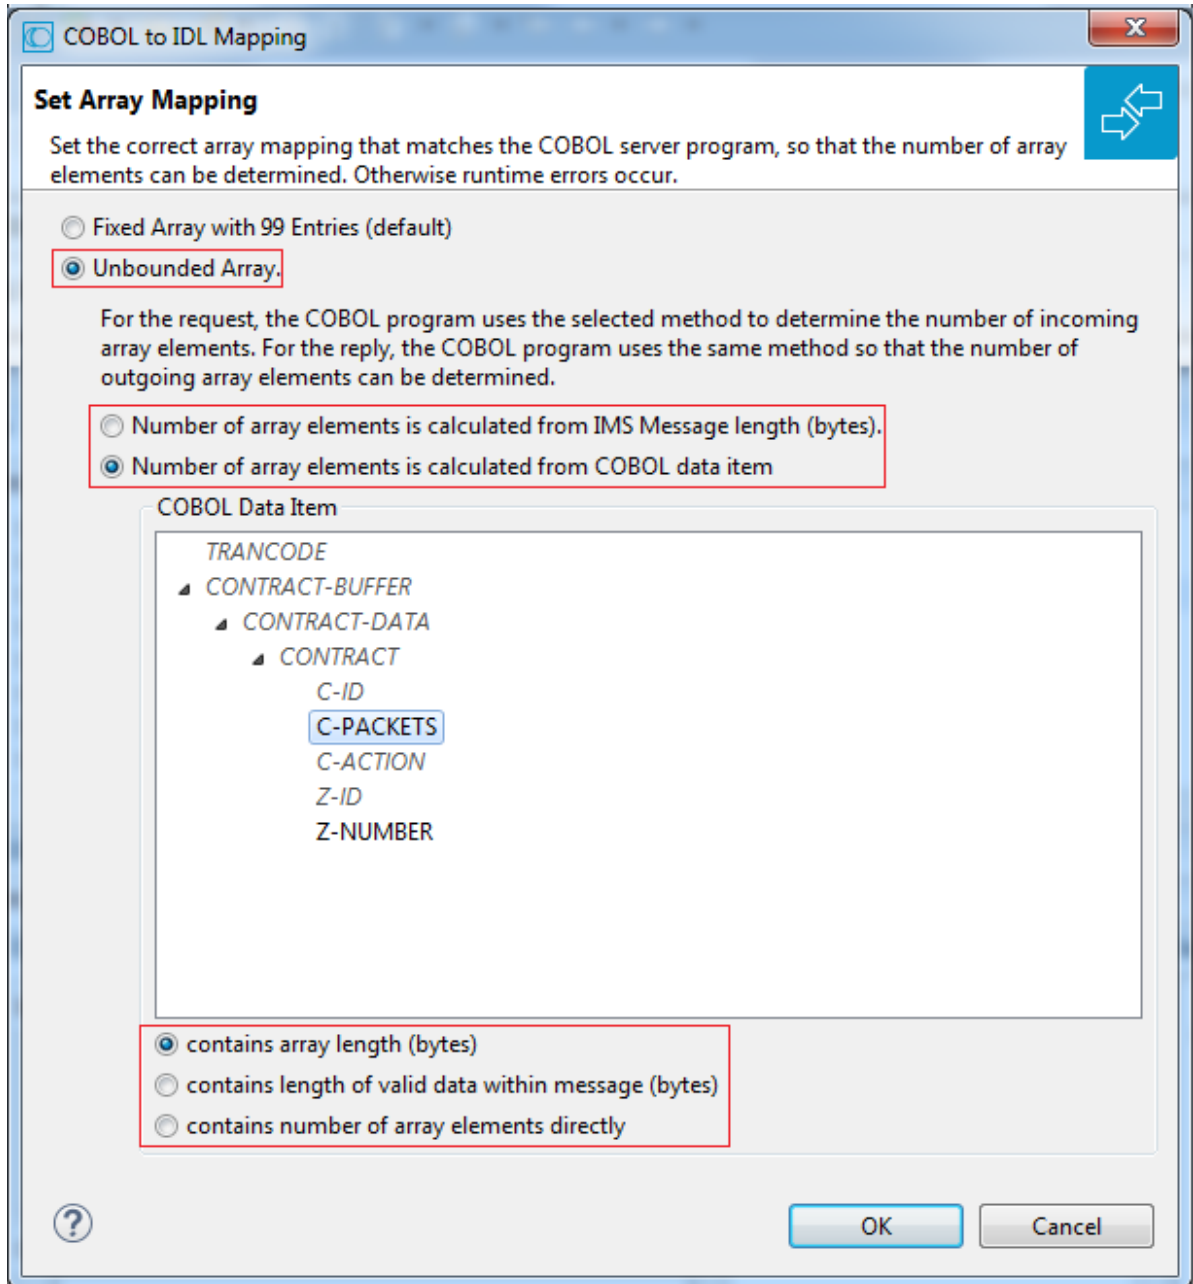 COBOL to IDL Mapping
x
Set Array Mapping
Set the correct array mapping that matches the COBOL server program, so that the number of array
elements can be determined. Otherwise runtime errors occur.
Fixed Array with 99 Entries (default)
Unbounded Array.
For the request, the COBOL program uses the selected method to determine the number of incoming
array elements. For the reply, the COBOL program uses the same method so that the number of
outgoing array elements can be determined.
Number of array elements is calculated from IMS Message length (bytes).
Number of array elements is calculated from COBOL data item
COBOL Data Item
TRANCODE
CONTRACT-BUFFER
CONTRACT-DATA
CONTRACT
C-ID
C-PACKETS
C-ACTION
Z-ID
Z-NUMBER
contains array length (bytes)
contains length of valid data within message (bytes)
contains number of array elements directly
?
OK Cancel